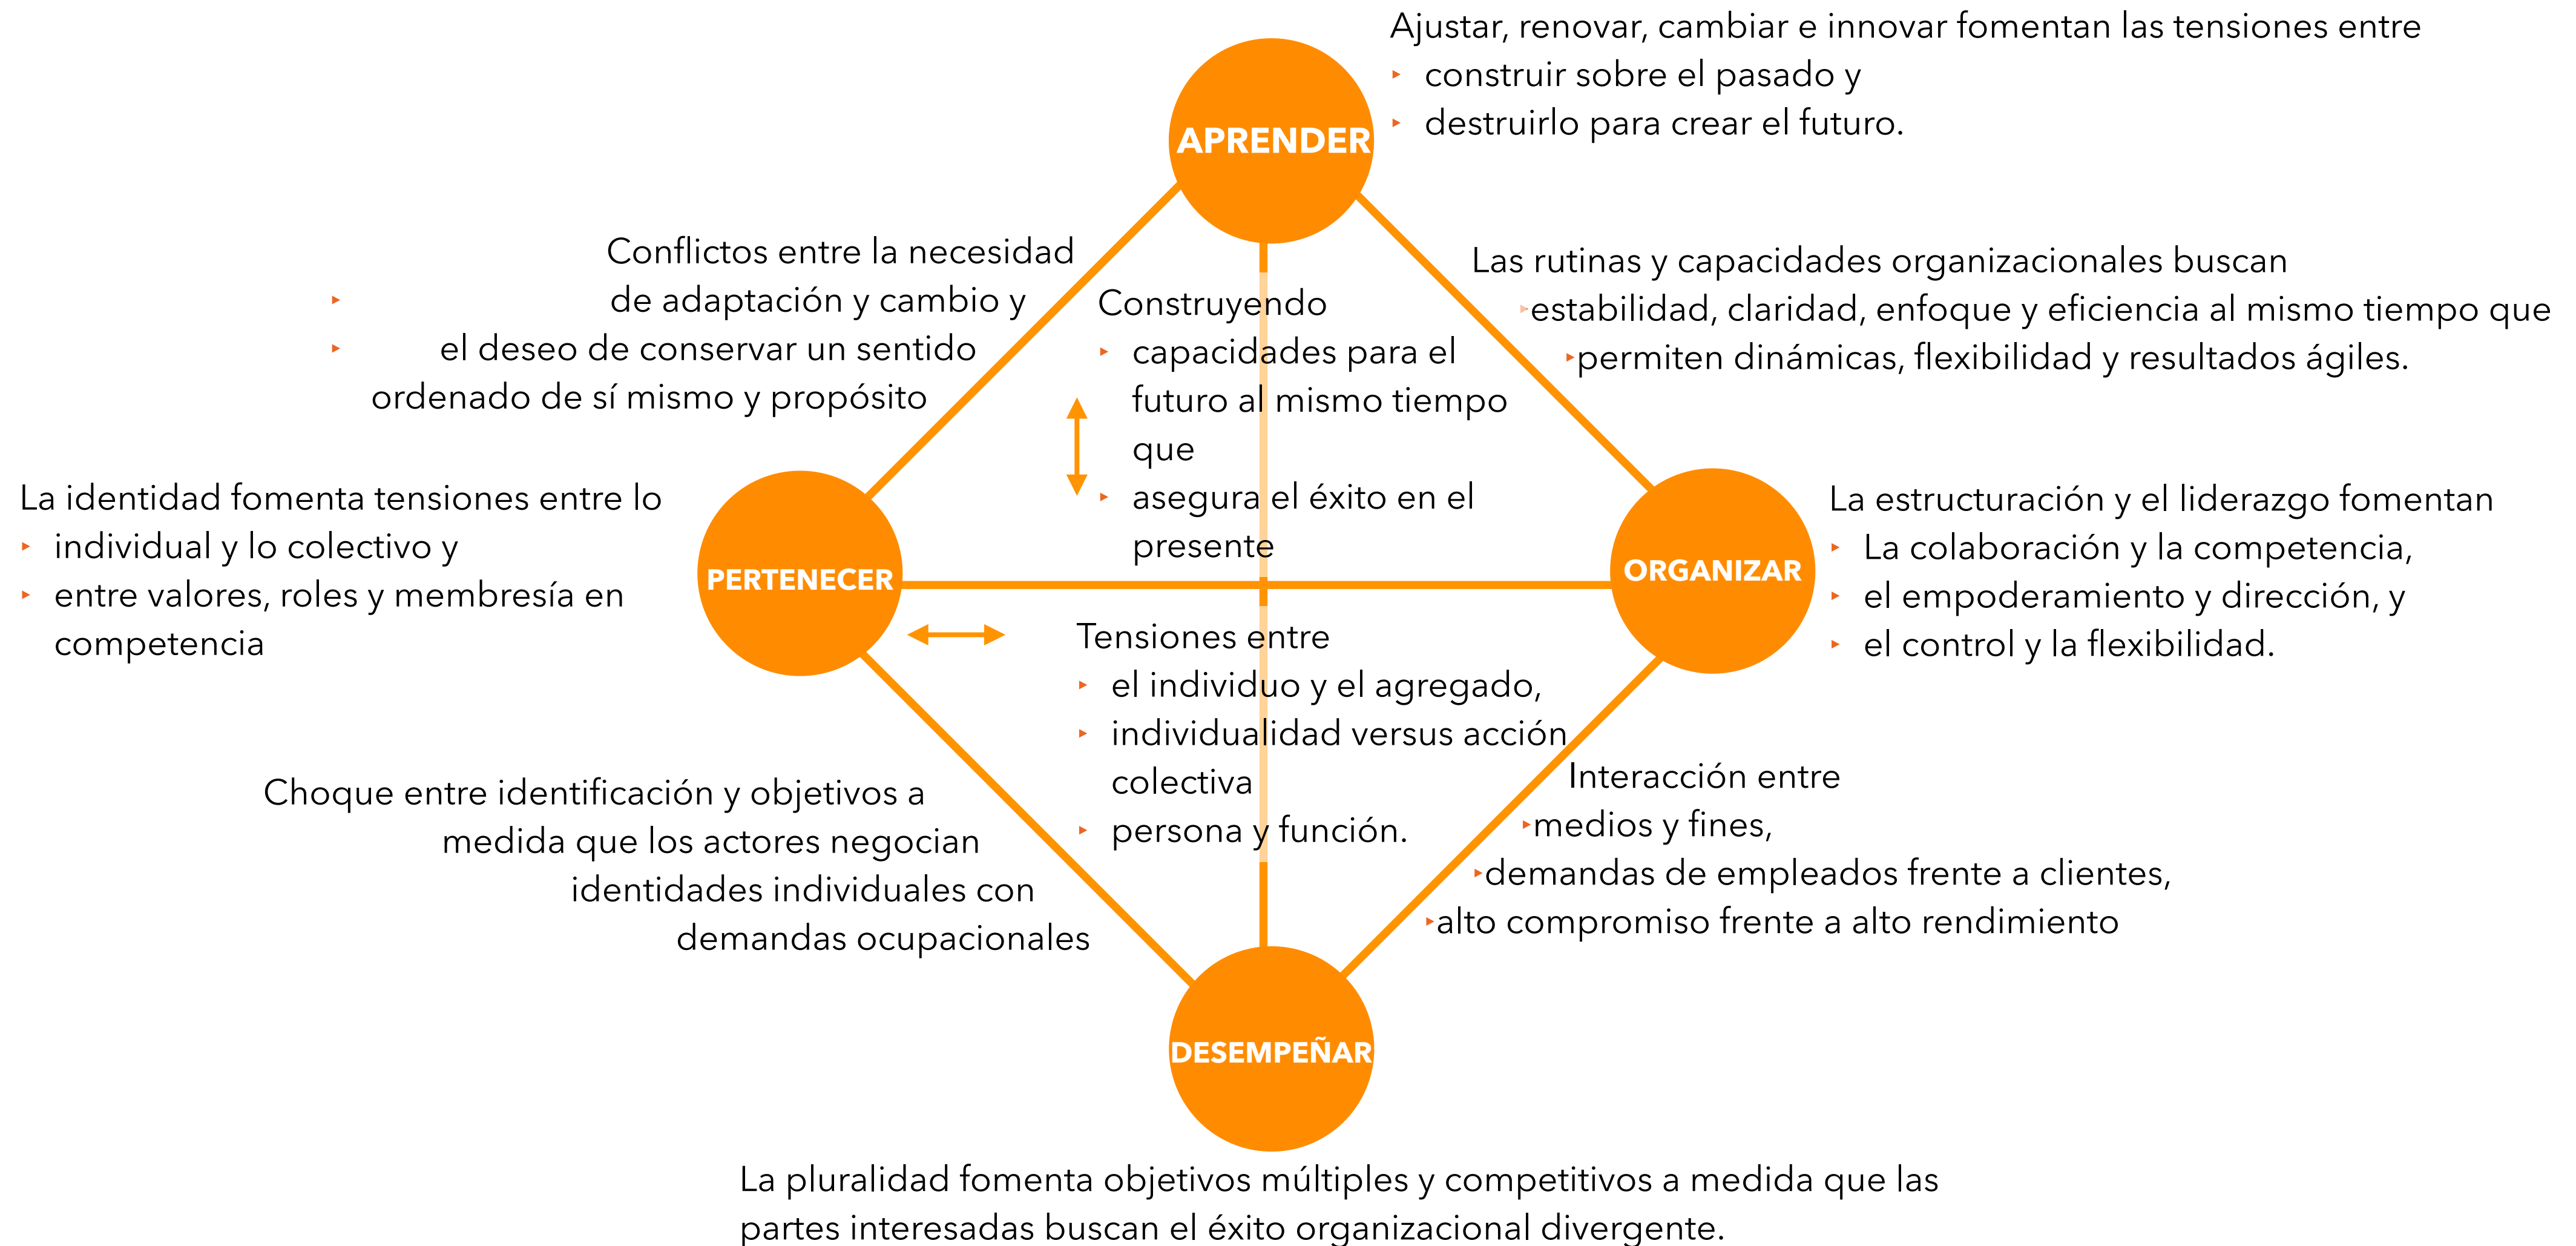 Ajustar, renovar, cambiar e innovar fomentan las tensiones entre
‣ construir sobre el pasado y
‣ destruirlo para crear el futuro.
APRENDER
Conflictos entre la necesidad
‣ de adaptación y cambio y
‣ el deseo de conservar un sentido
ordenado de sí mismo y propósito
Las rutinas y capacidades organizacionales buscan
‣estabilidad, claridad, enfoque y eficiencia al mismo tiempo que
‣permiten dinámicas, flexibilidad y resultados ágiles.
Construyendo
‣ capacidades para el
futuro al mismo tiempo
que
‣ asegura el éxito en el
presente
La identidad fomenta tensiones entre lo
‣ individual y lo colectivo y
‣ entre valores, roles y membresía en
competencia
PERTENECER
ORGANIZAR
La estructuración y el liderazgo fomentan
‣ La colaboración y la competencia,
‣ el empoderamiento y dirección, y
‣ el control y la flexibilidad.
Tensiones entre
‣ el individuo y el agregado,
‣ individualidad versus acción
colectiva
‣ persona y función.
Choque entre identificación y objetivos a
medida que los actores negocian
identidades individuales con
demandas ocupacionales
Interacción entre
‣medios y fines,
‣demandas de empleados frente a clientes,
‣alto compromiso frente a alto rendimiento
DESEMPEÑAR
La pluralidad fomenta objetivos múltiples y competitivos a medida que las
partes interesadas buscan el éxito organizacional divergente.